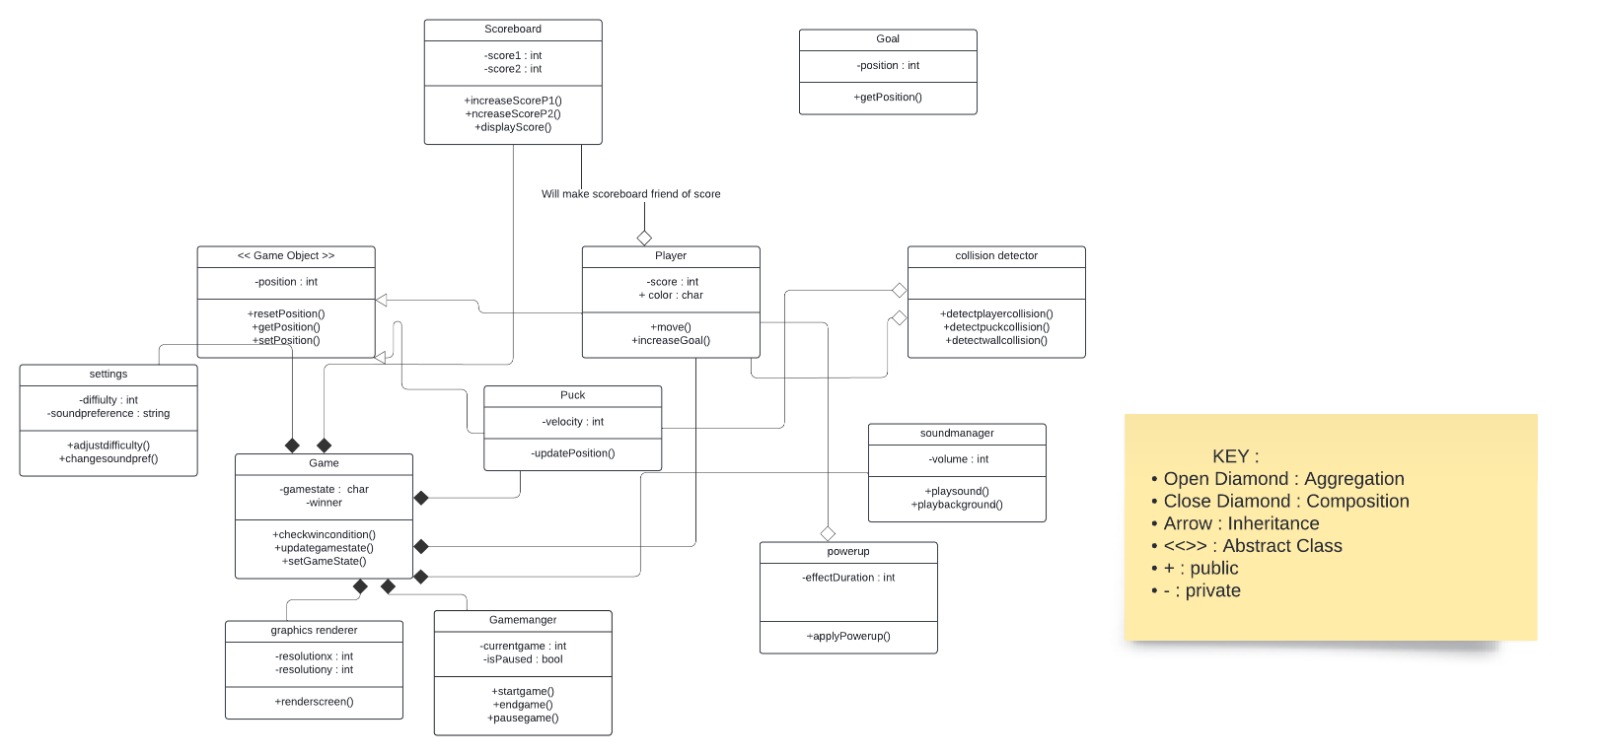 Scoreboard
-score1 : int
-score2 : int
+increaseScoreP1()
+ncreaseScoreP2()
+displayScore()
Goal
-position : int
+getPosition()
Will make scoreboard friend of score
<< Game Object >>
-position : int
+resetPosition()
+getPosition()
+setPosition()
Player
-score : int
+ color : char
+move()
+increaseGoal()
collision detector
+detectplayercollision()
+detectpuckcollision()
+detectwallcollision()
settings
-diffiulty : int
-soundpreference : string
+adjustdifficulty()
+changesoundpref()
Puck
-velocity : int
-updatePosition()
soundmanager
-volume : int
+playsound()
+playbackground()
Game
-gamestate :  char
-winner
+checkwincondition()
+updategamestate()
+setGameState()
powerup
-effectDuration : int
+applyPowerup()
graphics renderer
-resolutionx : int
-resolutiony : int
+renderscreen()
Gamemanger
-currentgame : int
-isPaused : bool
+startgame()
+endgame()
+pausegame()
KEY :
• Open Diamond : Aggregation
• Close Diamond : Composition
• Arrow : Inheritance
• <<>> : Abstract Class
• + : public
• - : private